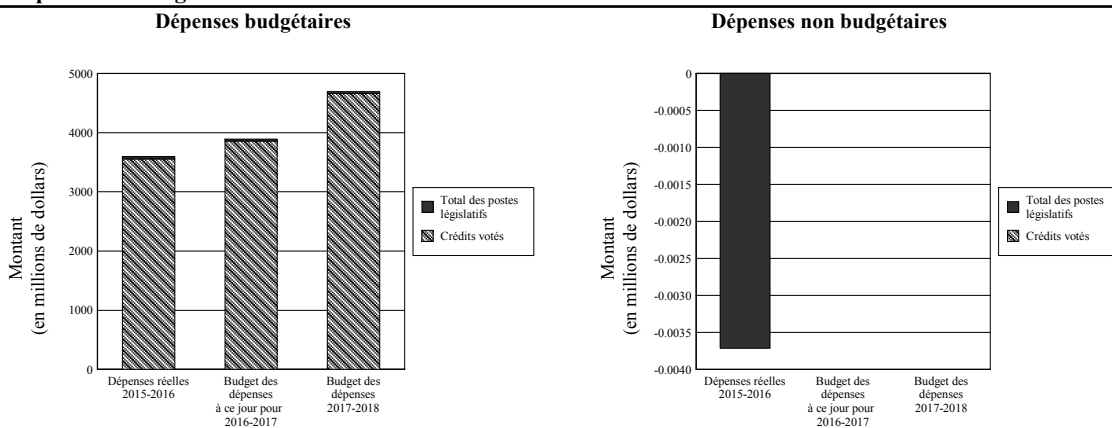 Dépenses budgétaires
5000
4000
3000
2000
1000
0
Montant
(en millions de dollars)
Dépenses réelles
2015-2016
Budget des
dépenses
à ce jour pour
2016-2017
Budget des
dépenses
2017-2018
Total des postes
législatifs
Crédits votés
Dépenses non budgétaires
0
-0.0005
-0.0010
-0.0015
-0.0020
-0.0025
-0.0030
-0.0035
-0.0040
Montant
(en millions de dollars)
Dépenses réelles
2015-2016
Budget des
dépenses
à ce jour pour
2016-2017
Budget des
dépenses
2017-2018
Total des postes
législatifs
Crédits votés